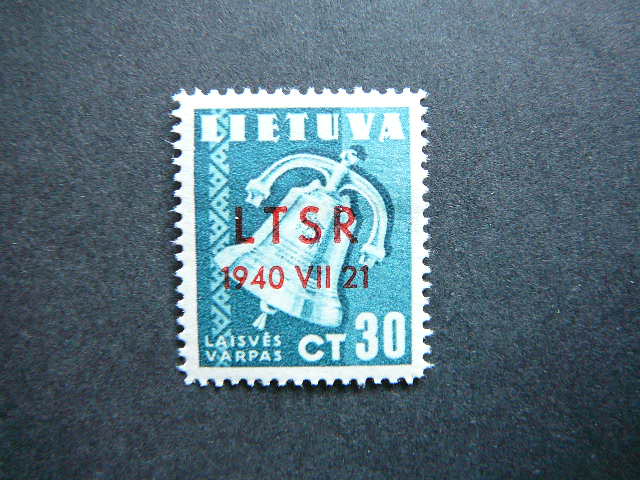 LIETUVA
LTSR
1940 VII 21
LAISVĖS
VARPAS
CT 30